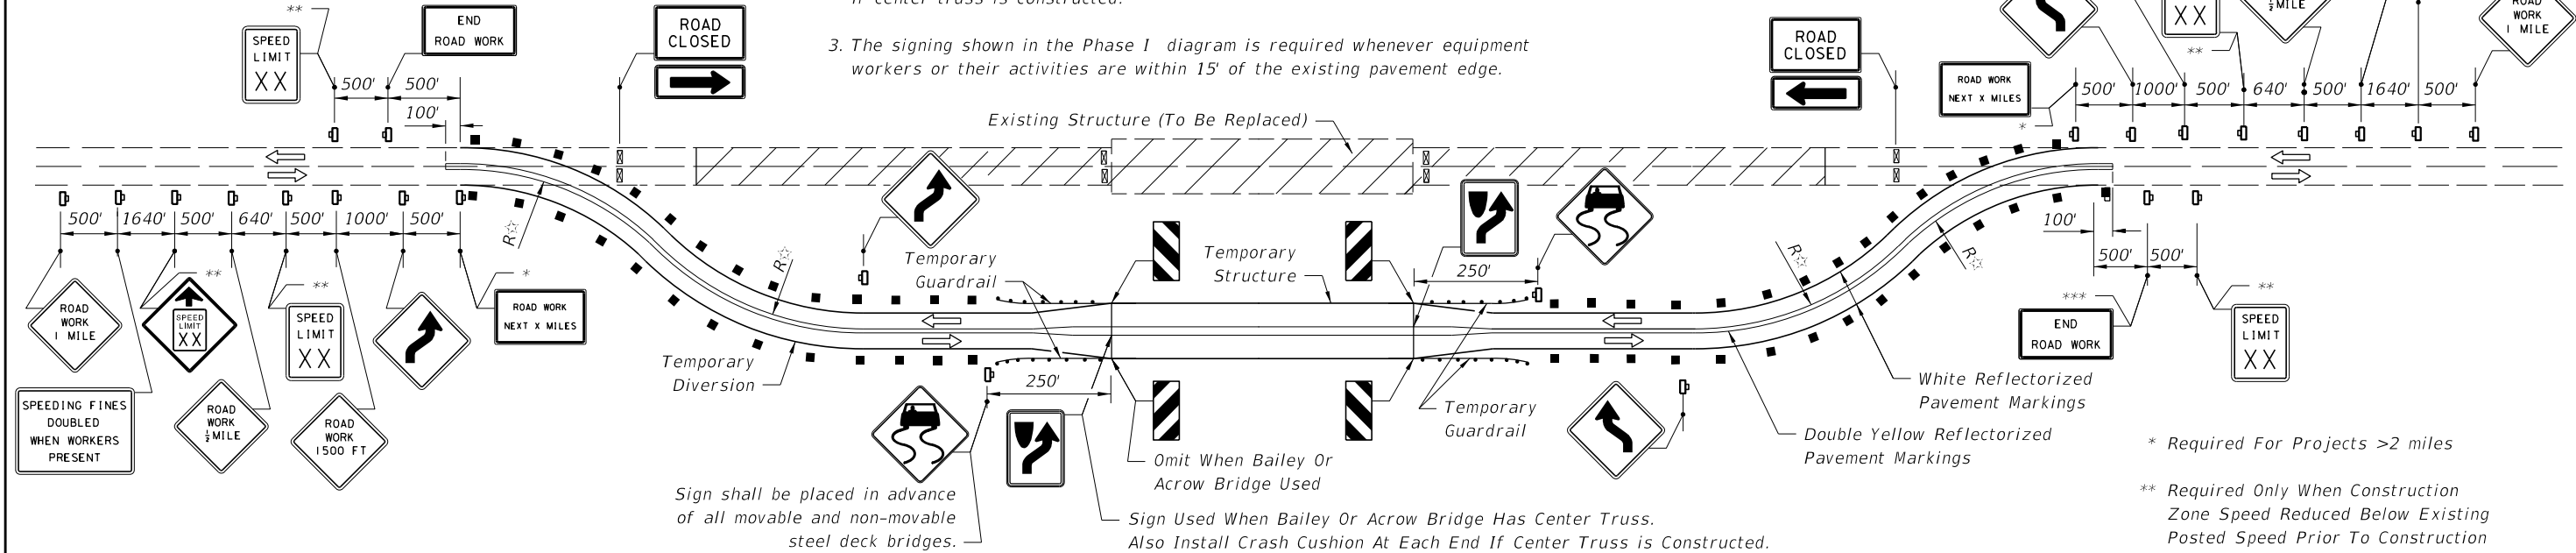 if center truss is constructed.
3. The signing shown in the Phase I diagram is required whenever equipment
workers or their activities are within 15' of the existing pavement edge.
**
SPEED
LIMIT
XX
END
ROAD WORK
500'
500'
100'
ROAD
CLOSED
Existing Structure (To Be Replaced)
ROAD
CLOSED
ROAD WORK
NEXT X MILES
*
XX
**
½
MILE
ROAD
WORK
1 MILE
500'
1000'
500'
640'
500'
1640'
500'
500'
1640'
500'
640'
500'
1000'
500'
R☆
R☆
ROAD
WORK
1 MILE
**
SPEED
LIMIT
XX
**
SPEED
LIMIT
XX
*
ROAD WORK
NEXT X MILES
SPEEDING FINES
DOUBLED
WHEN WORKERS
PRESENT
ROAD
WORK
½ MILE
ROAD
WORK
1500 FT
Temporary
Guardrail
Temporary
Structure
250'
Temporary
Diversion
250'
Sign shall be placed in advance
of all movable and non-movable
steel deck bridges.
Omit When Bailey Or
Acrow Bridge Used
Sign Used When Bailey Or Acrow Bridge Has Center Truss.
Also Install Crash Cushion At Each End If Center Truss is Constructed.
Temporary
Guardrail
R☆
R☆
100'
500'
500'
***
END
ROAD WORK
**
SPEED
LIMIT
XX
White Reflectorized
Pavement Markings
Double Yellow Reflectorized
Pavement Markings
* Required For Projects >2 miles
** Required Only When Construction
Zone Speed Reduced Below Existing
Posted Speed Prior To Construction